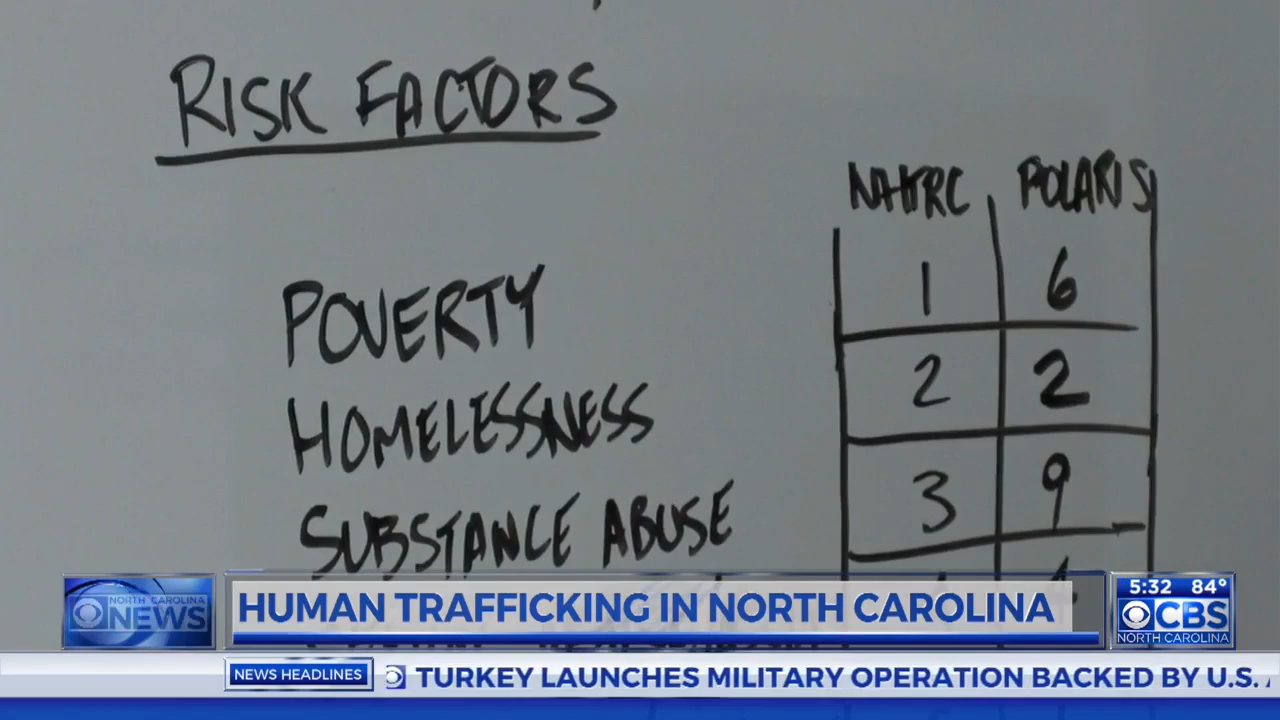 RISK FACTORS
NHTRC POLARIS
POVERTY 1 6
HOMELESSNESS 2 2
SUBSTANCE ABUSE 3 9
NORTH CAROLINA
NEWS
HUMAN TRAFFICKING IN NORTH CAROLINA
5:32 84°
CBS
NORTH CAROLINA
NEWS HEADLINES
TURKEY LAUNCHES MILITARY OPERATION BACKED BY U.S.